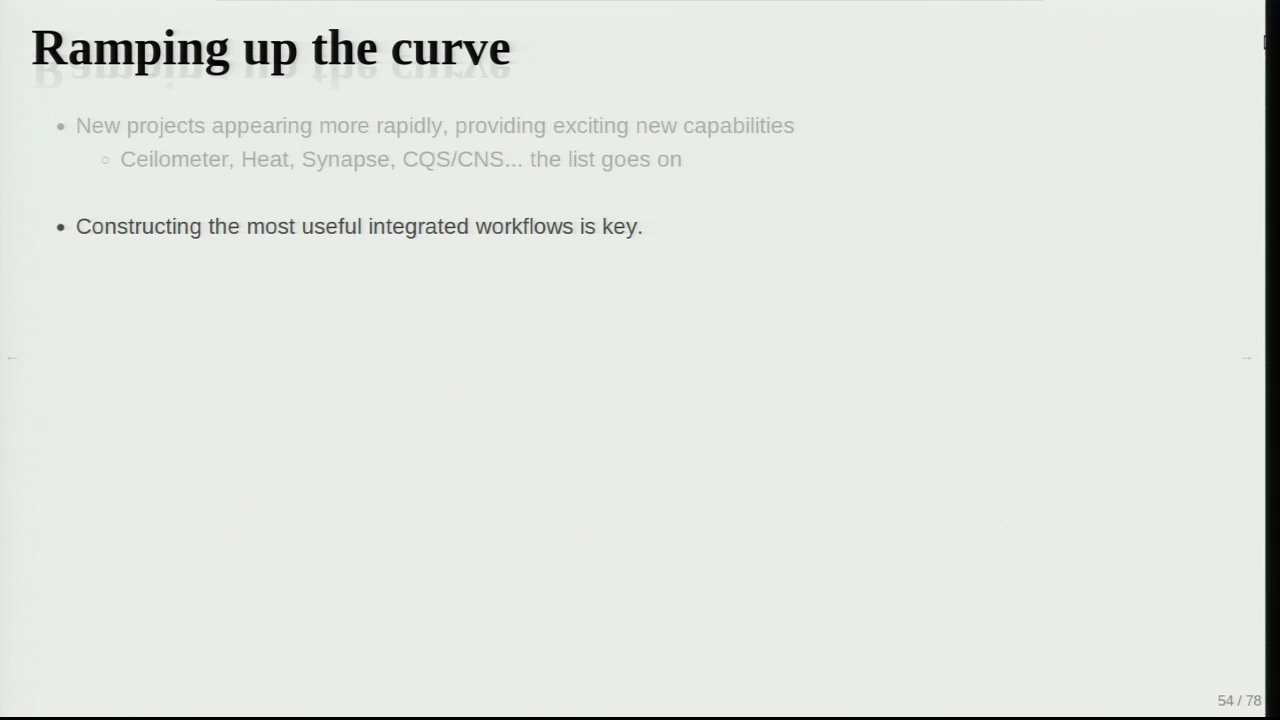 Ramping up the curve
• New projects appearing more rapidly, providing exciting new capabilities
○ Ceilometer, Heat, Synapse, CQS/CNS... the list goes on
• Constructing the most useful integrated workflows is key.
← →
54 / 78